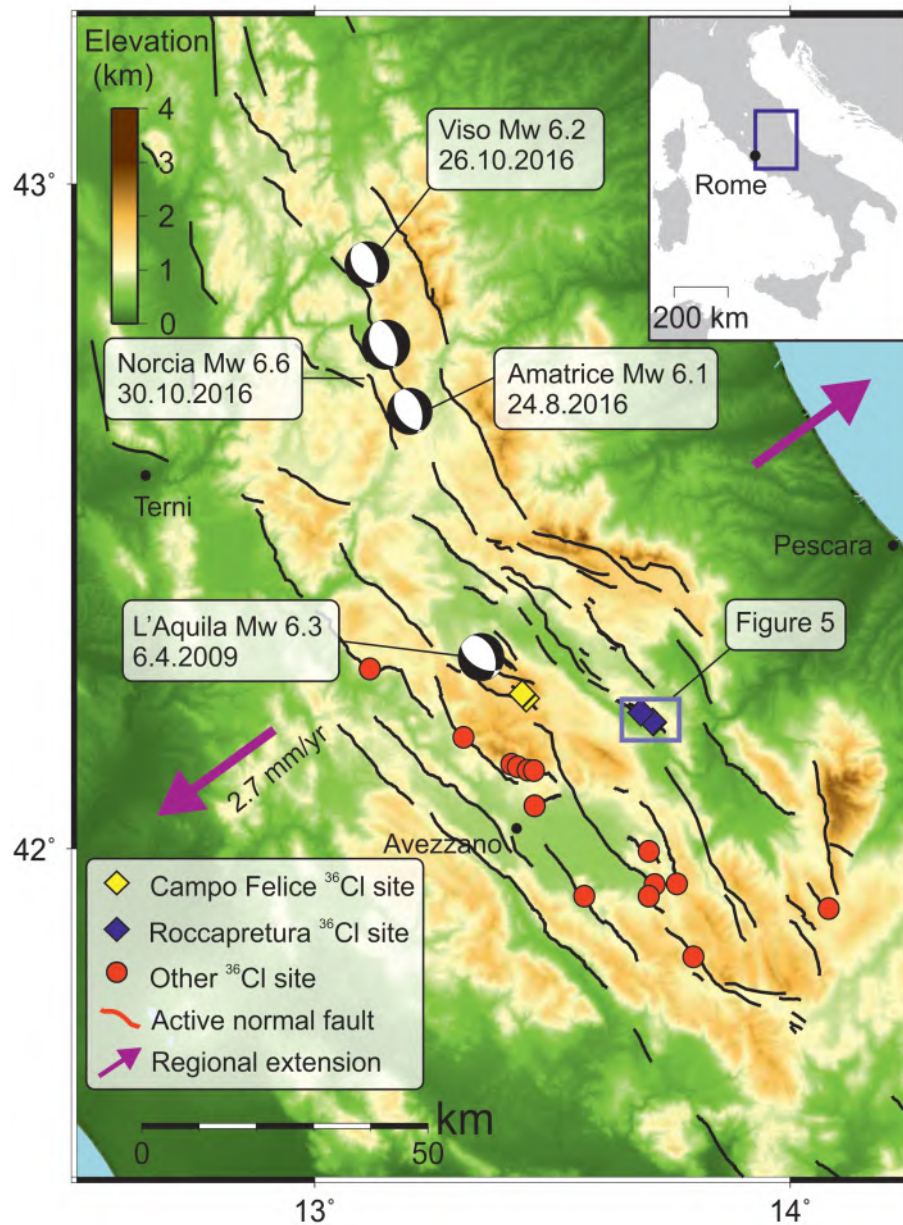 Elevation
(km)
4
3
2
1
0
Viso Mw 6.2
26.10.2016
Rome
200 km
43°
Norcia Mw 6.6
30.10.2016
Amatrice Mw 6.1
24.8.2016
Terni
Pescara
L'Aquila Mw 6.3
6.4.2009
Figure 5
2.7 mm/yr
Avezzano
42°
Campo Felice ³⁶Cl site
Roccapretura ³⁶Cl site
Other ³⁶Cl site
Active normal fault
Regional extension
km
0 50
13° 14°